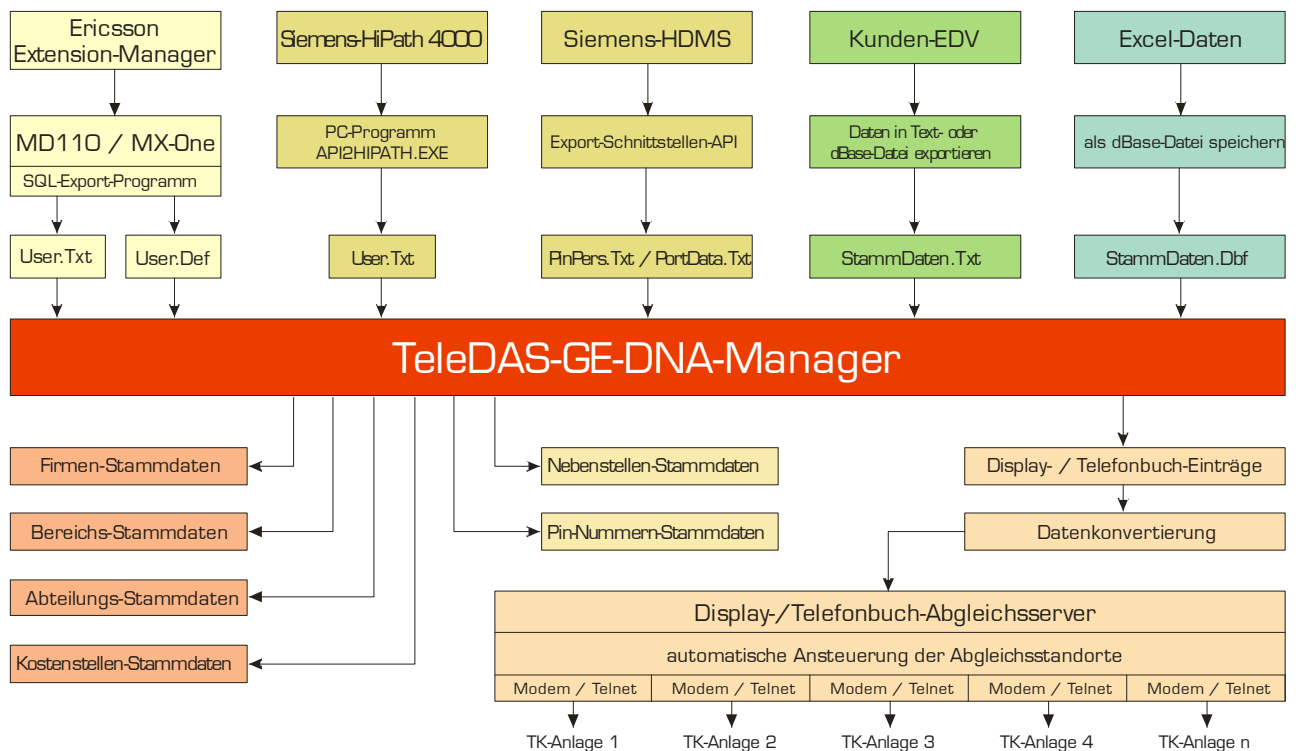 Ericsson
Extension-Manager
Siemens-HiPath 4000
Siemens-HDMS
Kunden-EDV
Excel-Daten
MD110 / MX-One
SQL-Export-Programm
PC-Programm
API2HIPATH.EXE
Export-Schnittstellen-API
Daten in Text- oder
dBase-Datei exportieren
als dBase-Datei speichern
User.Txt
User.Def
User.Txt
PinPers.Txt / PortData.Txt
StammDaten.Txt
StammDaten.Dbf
TeleDAS-GE-DNA-Manager
Firmen-Stammdaten
Nebenstellen-Stammdaten
Display- / Telefonbuch-Einträge
Bereichs-Stammdaten
Pin-Nummern-Stammdaten
Datenkonvertierung
Abteilungs-Stammdaten
Display-/Telefonbuch-Abgleichsserver
Kostenstellen-Stammdaten
automatische Ansteuerung der Abgleichsstandorte
Modem / Telnet
Modem / Telnet
Modem / Telnet
Modem / Telnet
Modem / Telnet
TK-Anlage 1
TK-Anlage 2
TK-Anlage 3
TK-Anlage 4
TK-Anlage n